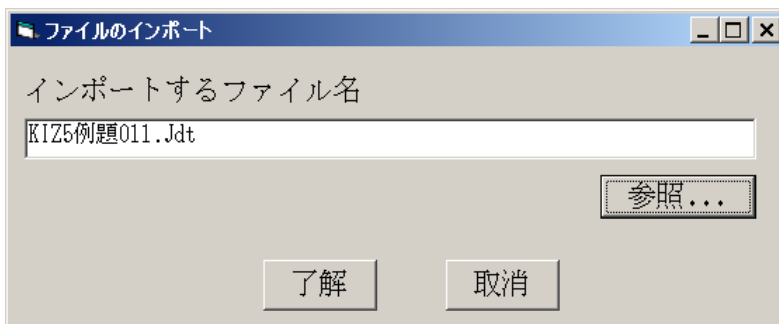 ファイルのインポート
インポートするファイル名
KIZ5例題011.Jdt
参照...
了解 取消